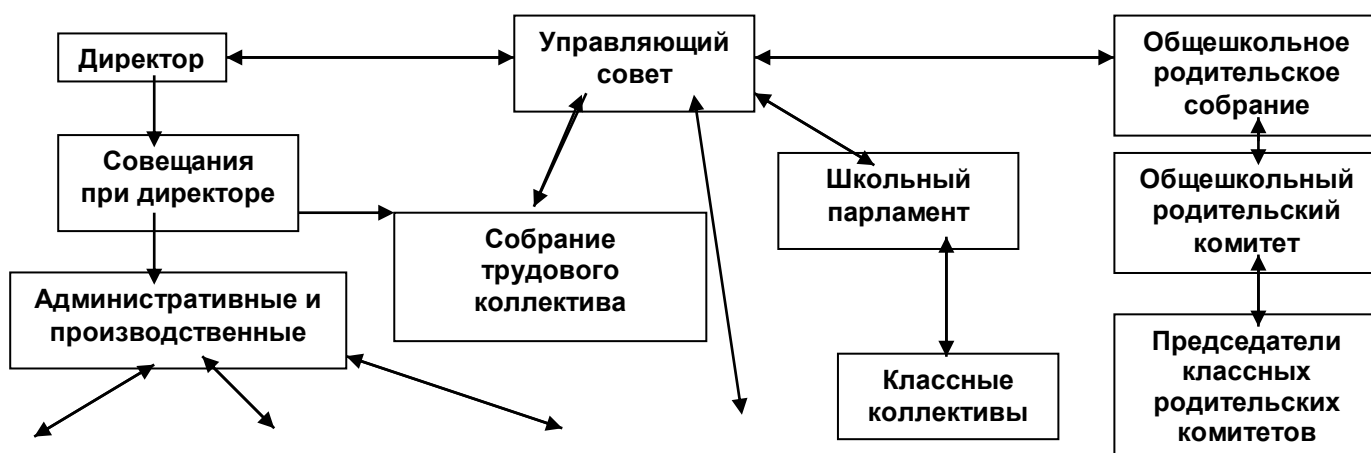 Директор
Управляющий
совет
Общешкольное
родительское
собрание
Совещания
при директоре
Собрание
трудового
коллектива
Школьный
парламент
Общешкольный
родительский
комитет
Административные и
производственные
Классные
коллективы
Председатели
классных
родительских
комитетов